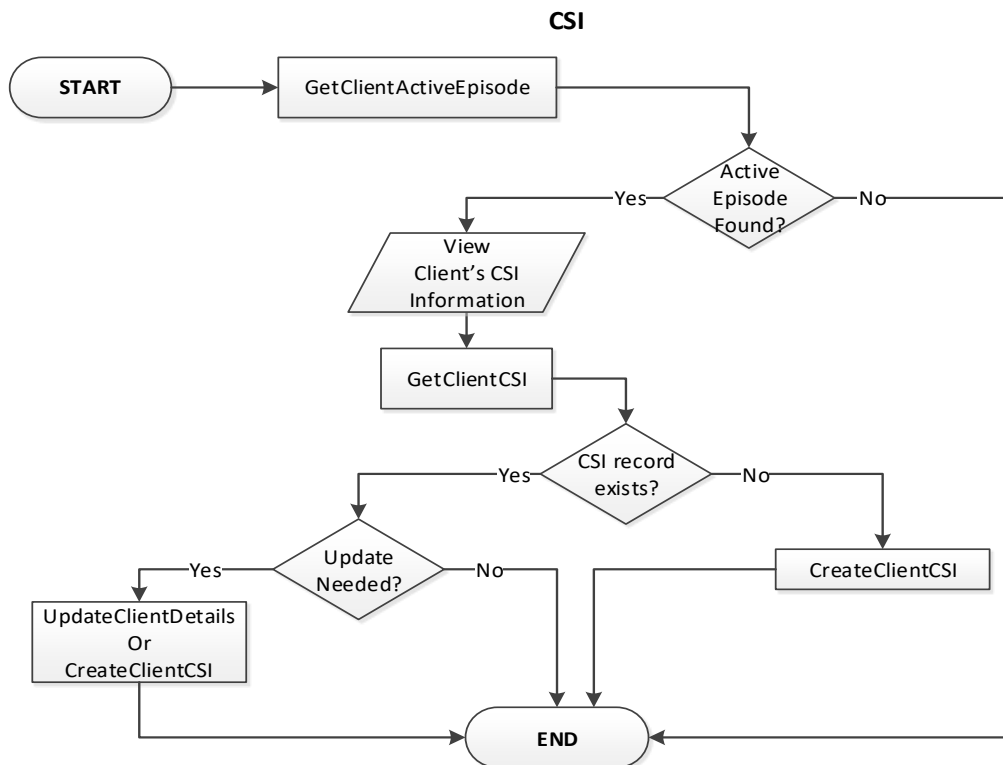 CSI
START
GetClientActiveEpisode
Active
Episode
Found?
Yes
No
View
Client’s CSI
Information
GetClientCSI
CSI record
exists?
Yes
No
Update
Needed?
Yes
No
CreateClientCSI
UpdateClientDetails
Or
CreateClientCSI
END